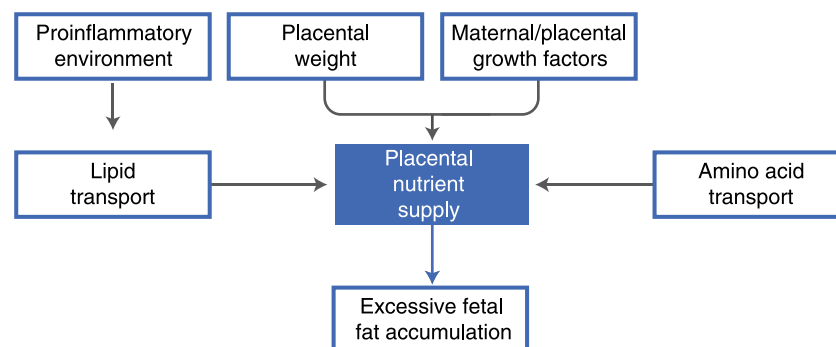 Proinflammatory
environment
Placental
weight
Maternal/placental
growth factors
Lipid
transport
Placental
nutrient
supply
Amino acid
transport
Excessive fetal
fat accumulation